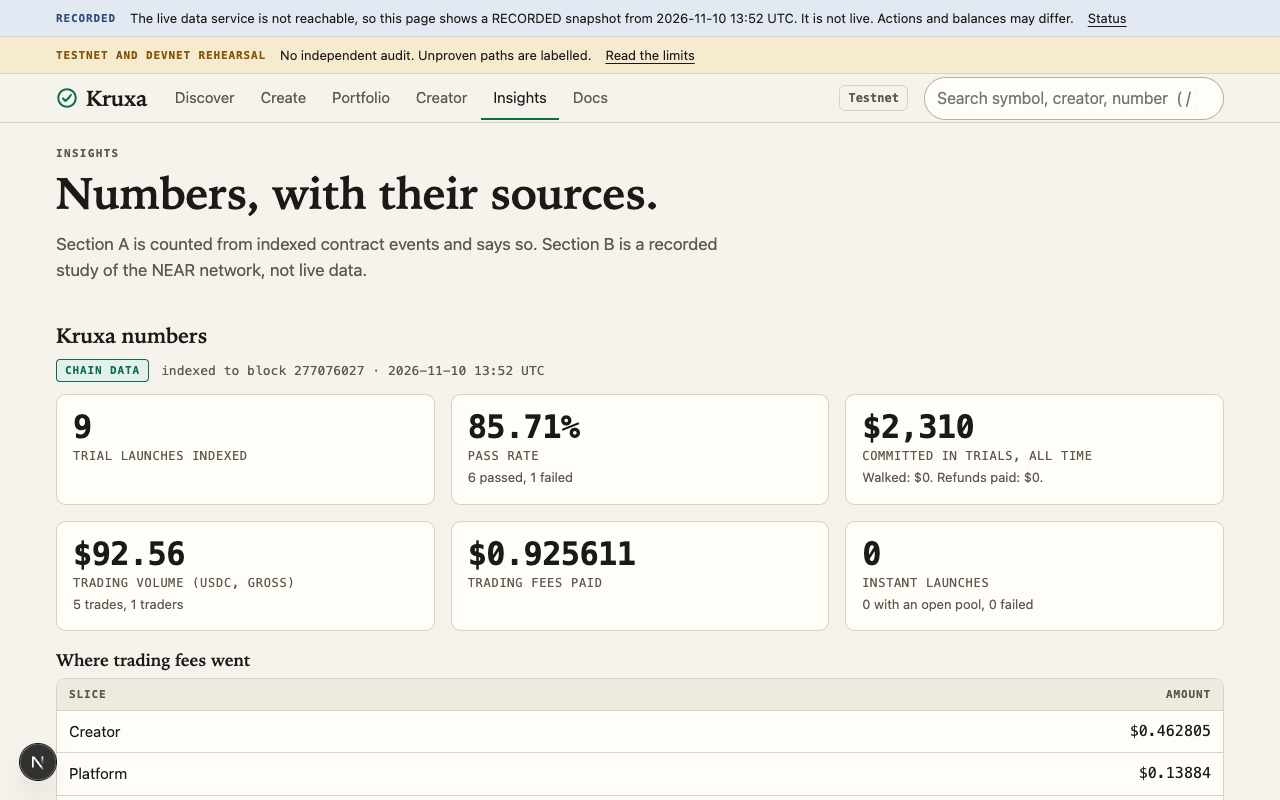 RECORDED The live data service is not reachable, so this page shows a RECORDED snapshot from 2026-11-10 13:52 UTC. It is not live. Actions and balances may differ. Status
TESTNET AND DEVNET REHEARSAL No independent audit. Unproven paths are labelled. Read the limits
Kruxa Discover Create Portfolio Creator Insights Docs Testnet Search symbol, creator, number ( /
INSIGHTS
Numbers, with their sources.
Section A is counted from indexed contract events and says so. Section B is a recorded
study of the NEAR network, not live data.
Kruxa numbers
CHAIN DATA indexed to block 277076027 · 2026-11-10 13:52 UTC
9 85.71% $2,310
TRIAL LAUNCHES INDEXED PASS RATE COMMITTED IN TRIALS, ALL TIME
6 passed, 1 failed Walked: $0. Refunds paid: $0.
$92.56 $0.925611 0
TRADING VOLUME (USDC, GROSS) TRADING FEES PAID INSTANT LAUNCHES
5 trades, 1 traders 0 with an open pool, 0 failed
Where trading fees went
SLICE AMOUNT
Creator $0.462805
N
Platform $0.13884